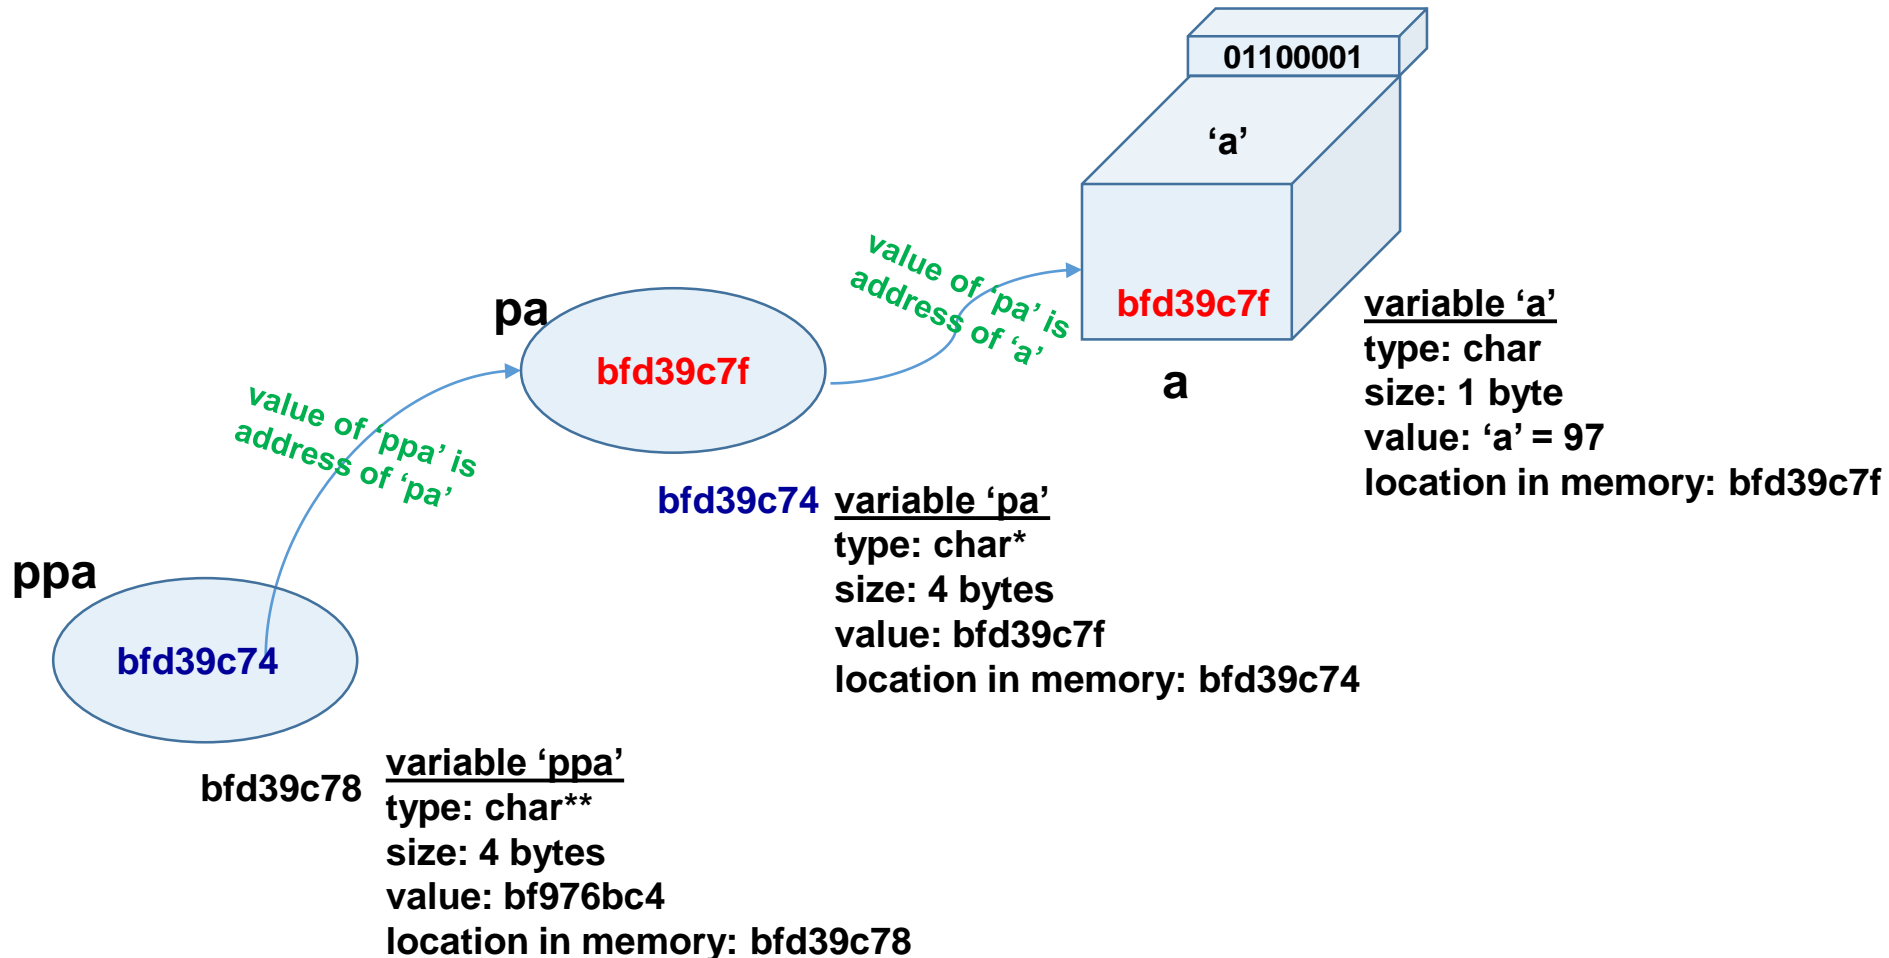 01100001
‘a’
bfd39c7f
a
variable ‘a’
type: char
size: 1 byte
value: ‘a’ = 97
location in memory: bfd39c7f
value of ‘pa’ is
address of ‘a’
pa
bfd39c7f
bfd39c74
variable ‘pa’
type: char*
size: 4 bytes
value: bfd39c7f
location in memory: bfd39c74
value of ‘ppa’ is
address of ‘pa’
ppa
bfd39c74
bfd39c78
variable ‘ppa’
type: char**
size: 4 bytes
value: bf976bc4
location in memory: bfd39c78